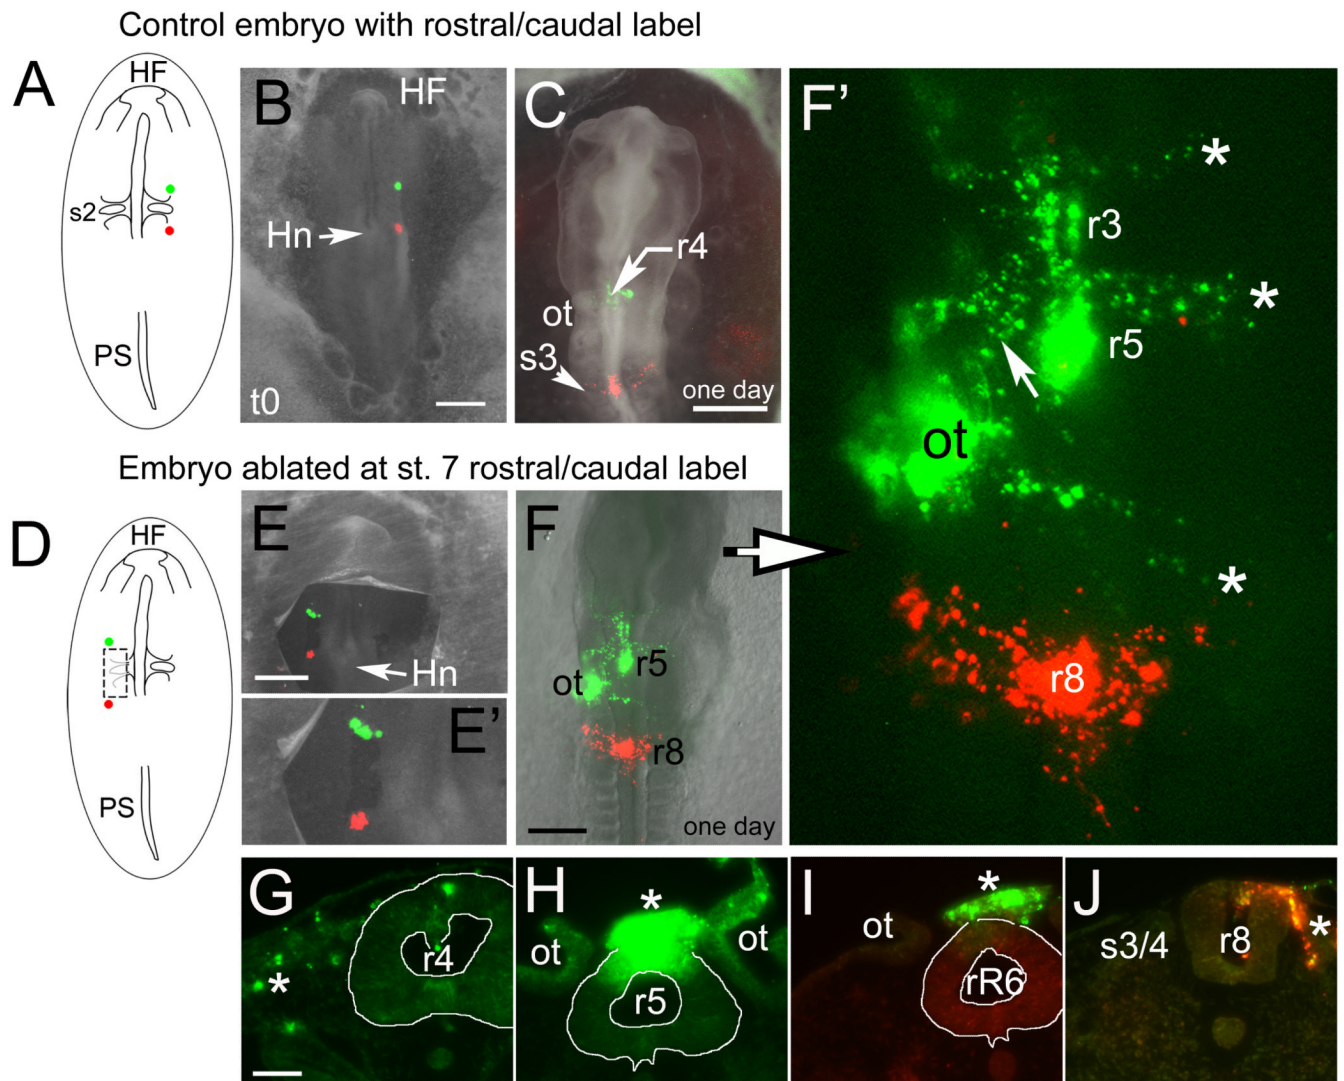 Control embryo with rostral/caudal label
A
HF
s2
PS
B
HF
Hn
t0
C
r4
ot
s3
one day
F’
*
r3
*
r5
ot
*
r8
Embryo ablated at st. 7 rostral/caudal label
D
HF
PS
E
Hn
E’
F
r5
ot
r8
one day
G
r4
*
H
*
ot
ot
r5
I
*
ot
rR6
J
s3/4
r8
*